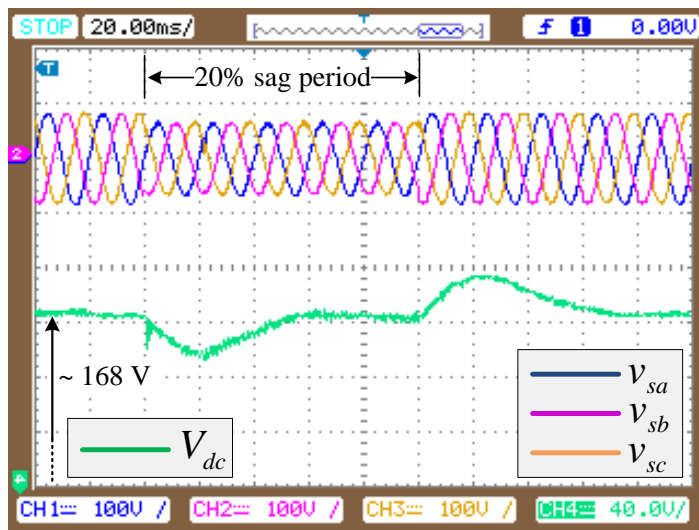 STOP 20.00ms/ T 1 0.00V
T
20% sag period
2
~ 168 V
V_dc
v_sa
v_sb
v_sc
4
CH1 100V / CH2 100V / CH3 100V / CH4 40.0V/